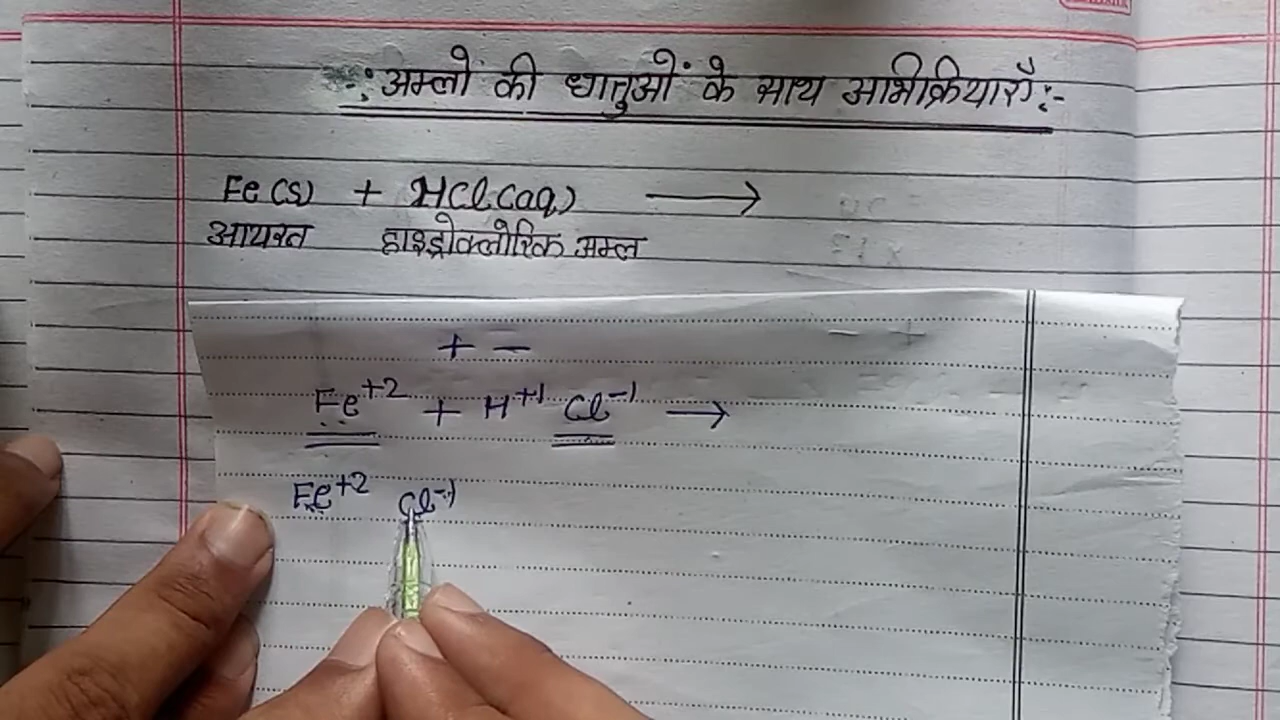 :अम्लों की धातुओं के साथ अभिक्रियाएँ:-
Fe(s) + HCl(aq) ⟶
आयरन हाइड्रोक्लोरिक अम्ल
+ −
− +
Fe⁺² + H⁺¹ Cl⁻¹ →
Fe⁺² Cl⁻¹